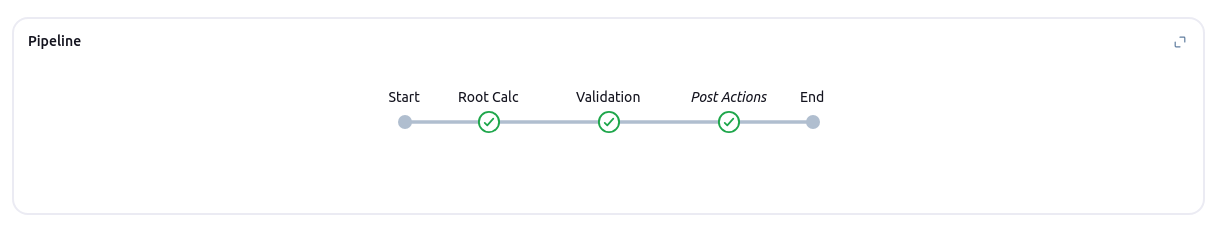 Pipeline
Start Root Calc Validation Post Actions End